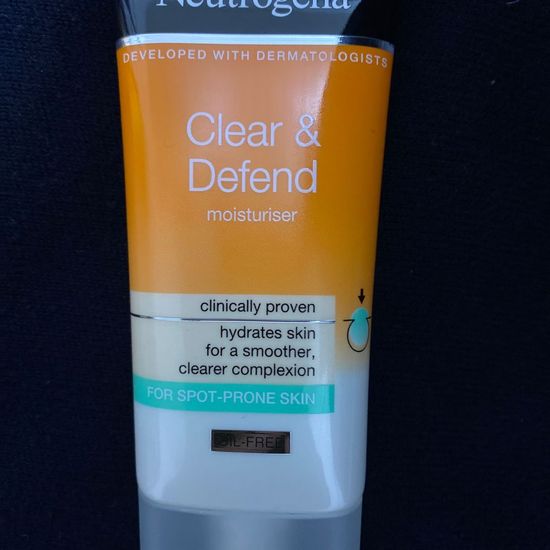 Neutrogena
DEVELOPED WITH DERMATOLOGISTS
Clear &
Defend
moisturiser
clinically proven
hydrates skin
for a smoother,
clearer complexion
FOR SPOT-PRONE SKIN
OIL-FREE